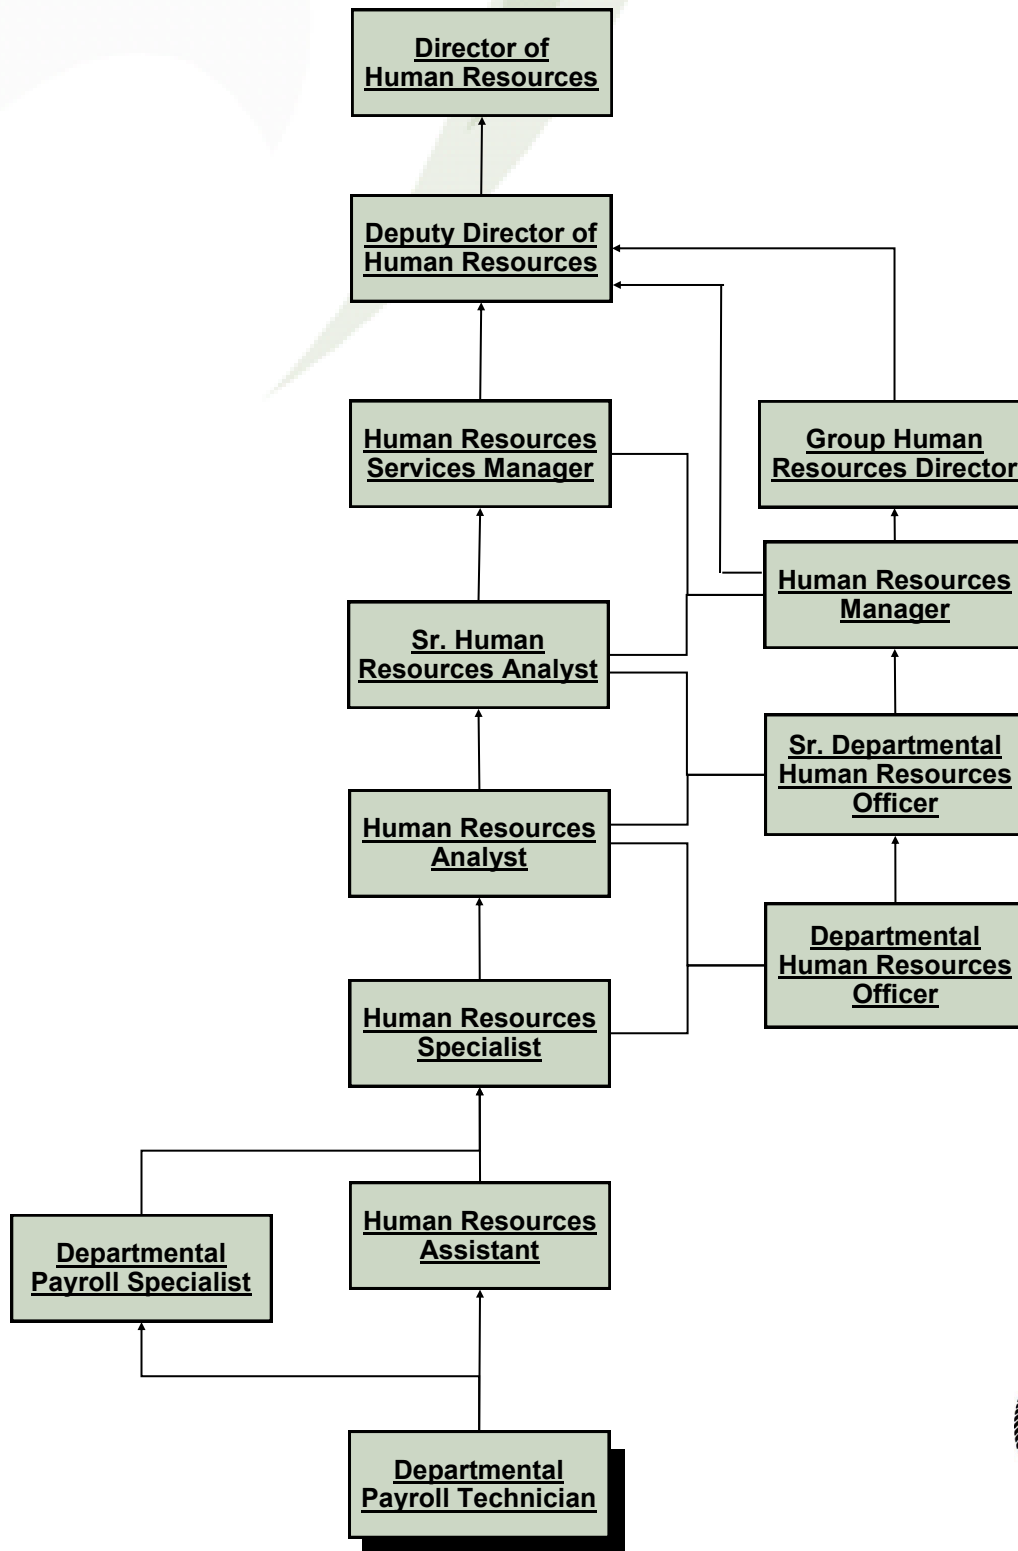 Director of
Human Resources
Deputy Director of
Human Resources
Human Resources
Services Manager
Group Human
Resources Director
Human Resources
Manager
Sr. Human
Resources Analyst
Sr. Departmental
Human Resources
Officer
Human Resources
Analyst
Departmental
Human Resources
Officer
Human Resources
Specialist
Human Resources
Assistant
Departmental
Payroll Specialist
Departmental
Payroll Technician